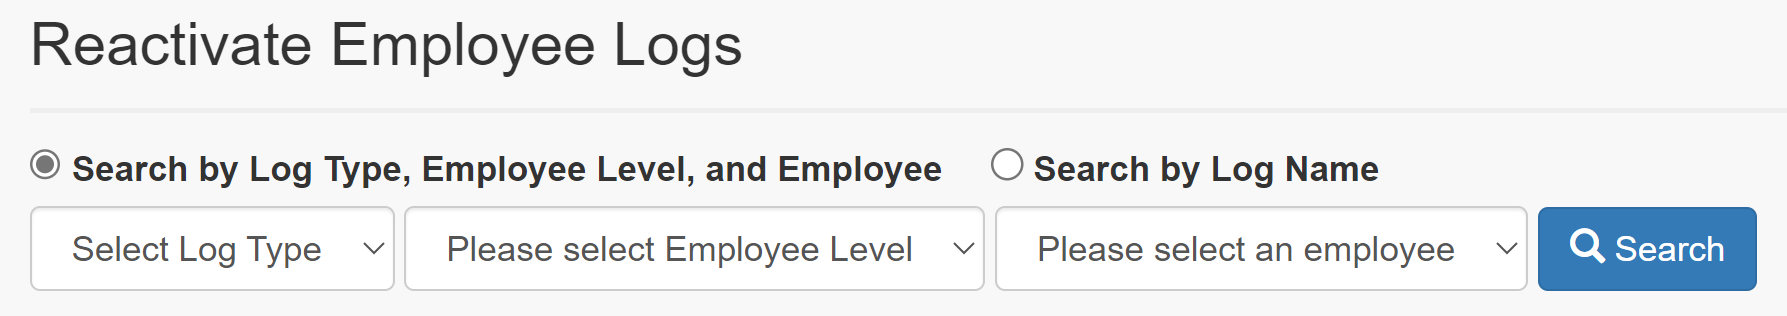 Reactivate Employee Logs
Search by Log Type, Employee Level, and Employee Search by Log Name
Select Log Type Please select Employee Level Please select an employee Search